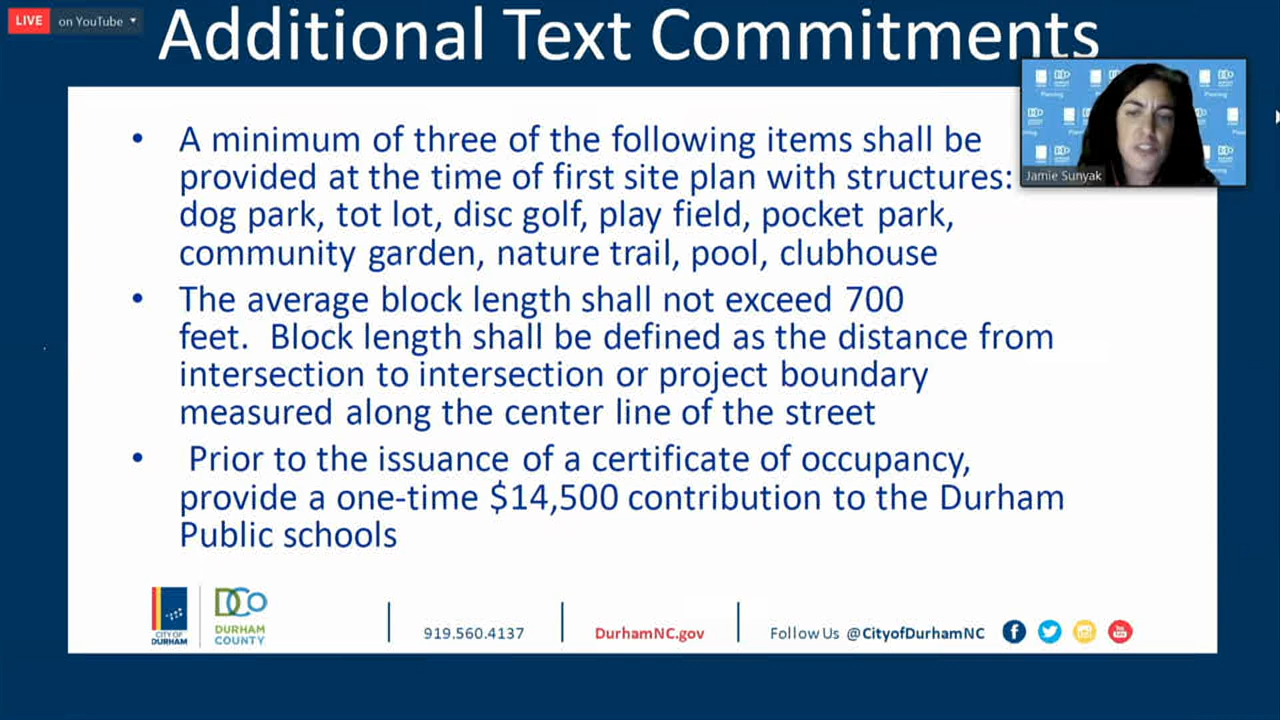 LIVE on YouTube
Additional Text Commitments
• A minimum of three of the following items shall be
provided at the time of first site plan with structures:
dog park, tot lot, disc golf, play field, pocket park,
community garden, nature trail, pool, clubhouse
• The average block length shall not exceed 700
feet.  Block length shall be defined as the distance from
intersection to intersection or project boundary
measured along the center line of the street
• Prior to the issuance of a certificate of occupancy,
provide a one-time $14,500 contribution to the Durham
Public schools
Jamie Sunyak
CITY OF
DURHAM
DCo
DURHAM
COUNTY
919.560.4137
DurhamNC.gov
Follow Us @CityofDurhamNC